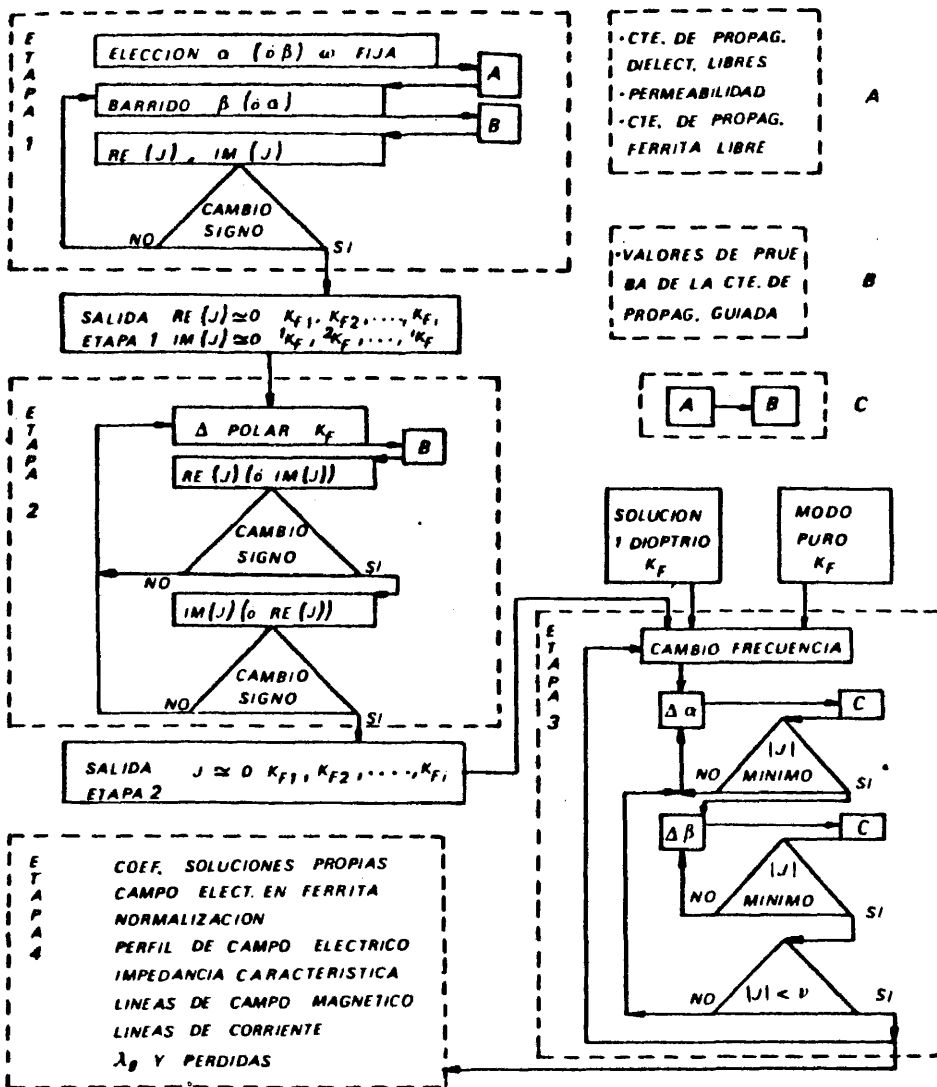 ETAPA 1
ELECCION α (ó β) ω FIJA
A
BARRIDO β (ó α)
B
RE (J), IM (J)
CAMBIO
SIGNO
NO
SI
SALIDA RE (J) ≃ 0 K_F1, K_F2, ...., K_Fi
ETAPA 1 IM (J) ≃ 0 ¹K_F, ²K_F, ...., ⁱK_F
ETAPA 2
Δ POLAR K_F
B
RE (J) (ó IM (J))
CAMBIO
SIGNO
NO
SI
IM (J) (ó RE (J))
CAMBIO
SIGNO
NO
SI
SALIDA J ≃ 0 K_F1, K_F2, ....., K_Fi
ETAPA 2
·CTE. DE PROPAG.
DIELECT. LIBRES
·PERMEABILIDAD
·CTE. DE PROPAG.
FERRITA LIBRE
A
·VALORES DE PRUE
BA DE LA CTE. DE
PROPAG. GUIADA
B
A
B
C
SOLUCION
1 DIOPTRIO
K_F
MODO
PURO
K_F
ETAPA 3
CAMBIO FRECUENCIA
Δ α
C
|J|
MINIMO
NO
SI
Δ β
C
|J|
MINIMO
NO
SI
|J| < ν
NO
SI
ETAPA 4
COEF. SOLUCIONES PROPIAS
CAMPO ELECT. EN FERRITA
NORMALIZACION
PERFIL DE CAMPO ELECTRICO
IMPEDANCIA CARACTERISTICA
LINEAS DE CAMPO MAGNETICO
LINEAS DE CORRIENTE
λ_g Y PERDIDAS